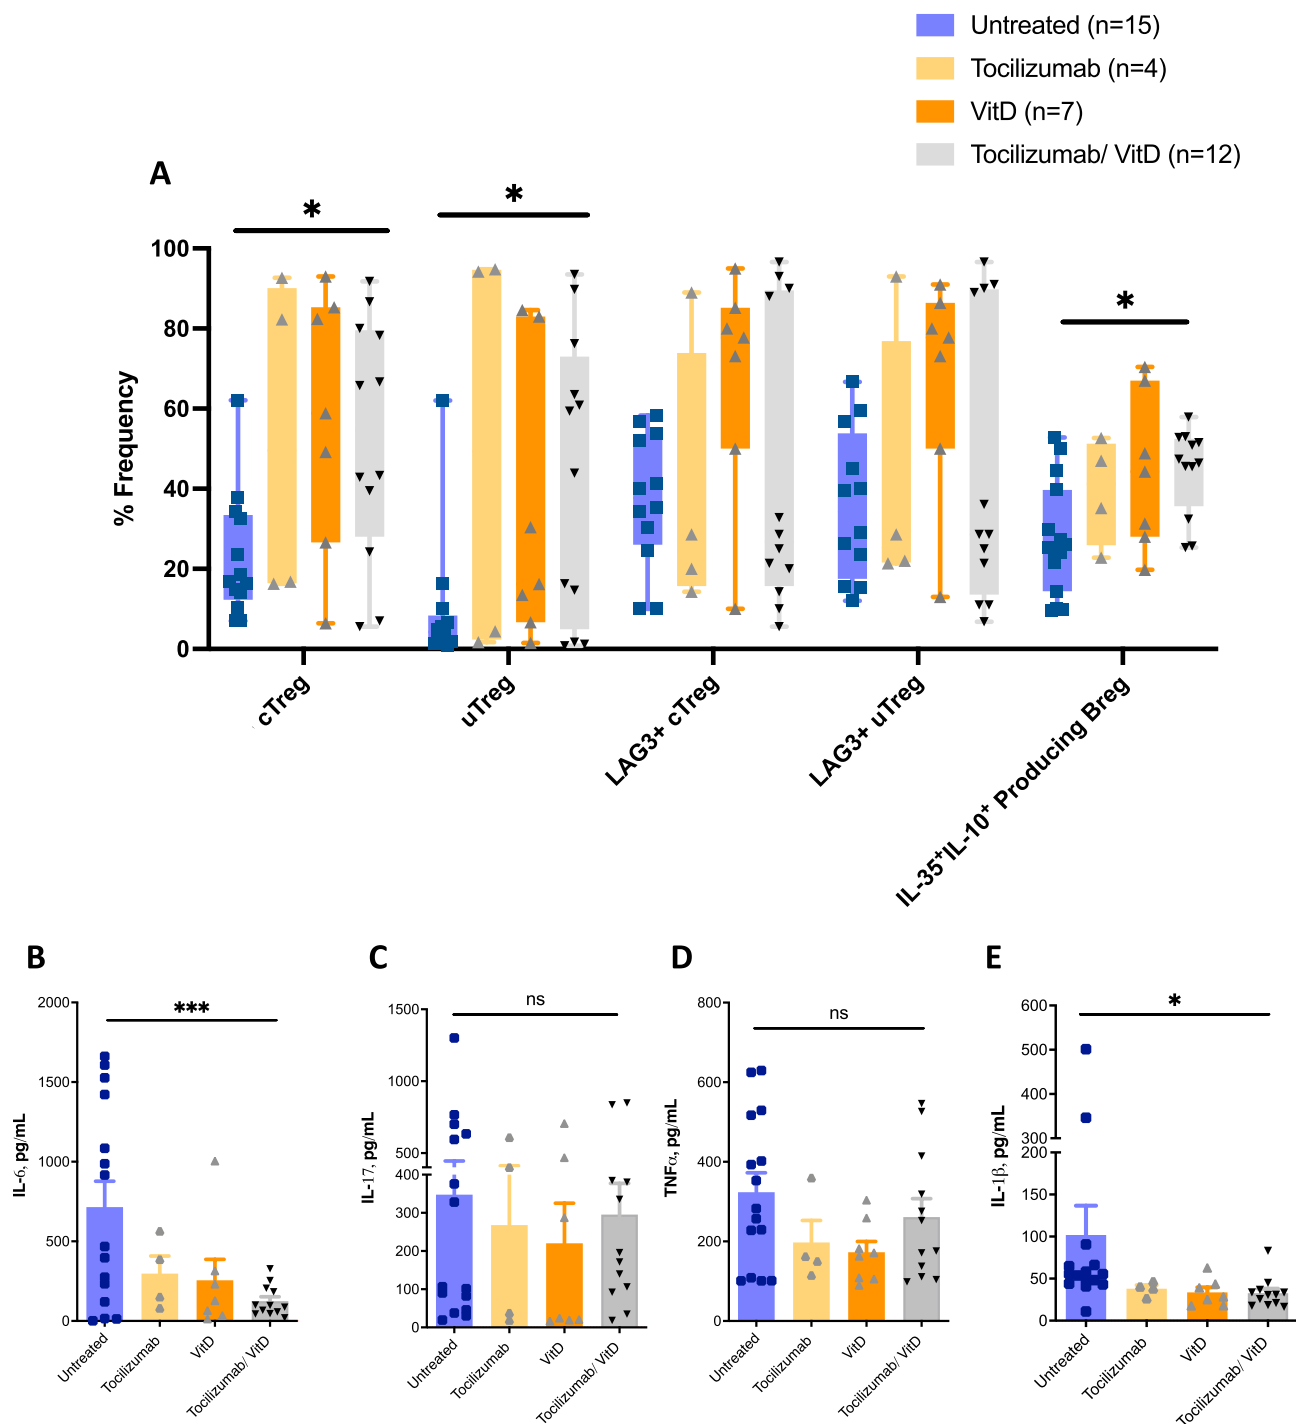 Untreated (n=15)
Tocilizumab (n=4)
VitD (n=7)
Tocilizumab/ VitD (n=12)
A
* * *
% Frequency
100
80
60
40
20
0
cTreg
uTreg
LAG3+ cTreg
LAG3+ uTreg
IL-35+IL-10+ Producing Breg
B
***
IL-6, pg/mL
2000
1500
1000
500
0
Untreated
Tocilizumab
VitD
Tocilizumab/ VitD
C
ns
IL-17, pg/mL
1500
1000
500
400
300
200
100
0
Untreated
Tocilizumab
VitD
Tocilizumab/ VitD
D
ns
TNFα, pg/mL
800
600
400
200
0
Untreated
Tocilizumab
VitD
Tocilizumab/ VitD
E
*
IL-1β, pg/mL
600
500
400
300
200
150
100
50
0
Untreated
Tocilizumab
VitD
Tocilizumab/ VitD